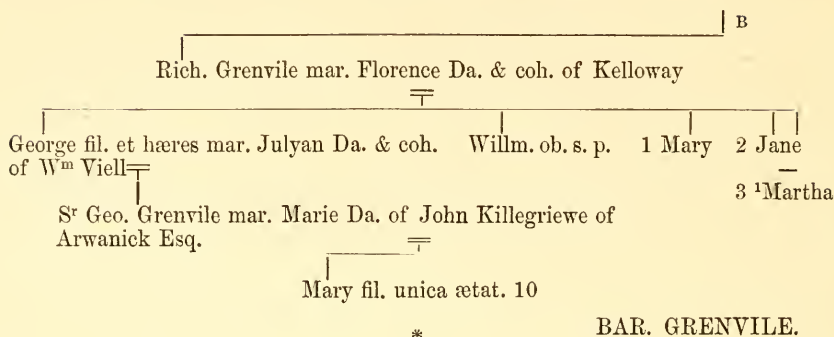 B
Rich. Grenvile mar. Florence Da. & coh. of Kelloway
George fil. et hæres mar. Julyan Da. & coh. of Wᵐ Viell
Willm. ob. s. p.
1 Mary
2 Jane
3 ¹Martha
Sʳ Geo. Grenvile mar. Marie Da. of John Killegriewe of
Arwanick Esq.
Mary fil. unica ætat. 10
*
BAR. GRENVILE.